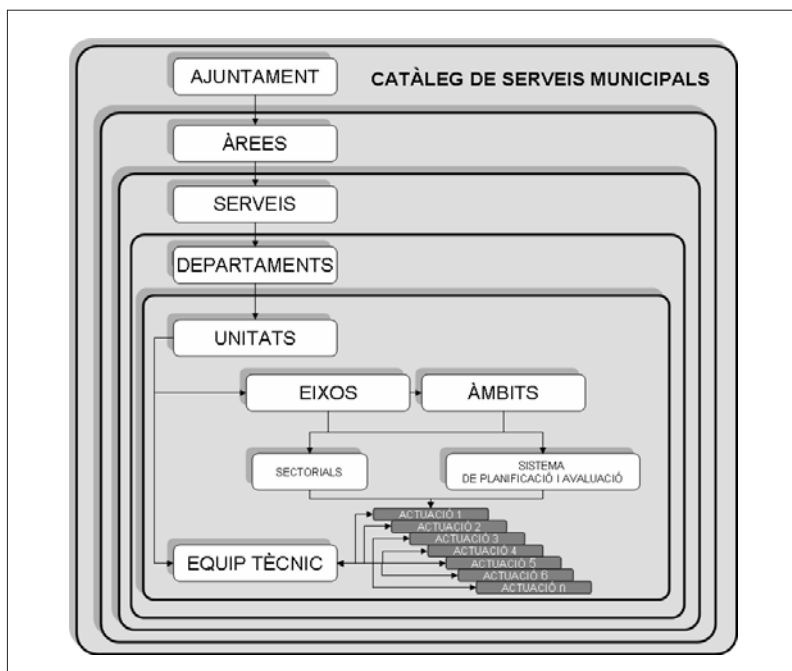 AJUNTAMENT
CATÀLEG DE SERVEIS MUNICIPALS
ÀREES
SERVEIS
DEPARTAMENTS
UNITATS
EIXOS
ÀMBITS
SECTORIALS
SISTEMA
DE PLANIFICACIÓ I AVALUACIÓ
ACTUACIÓ 1
ACTUACIÓ 2
ACTUACIÓ 3
ACTUACIÓ 4
ACTUACIÓ 5
ACTUACIÓ 6
ACTUACIÓ n
EQUIP TÈCNIC